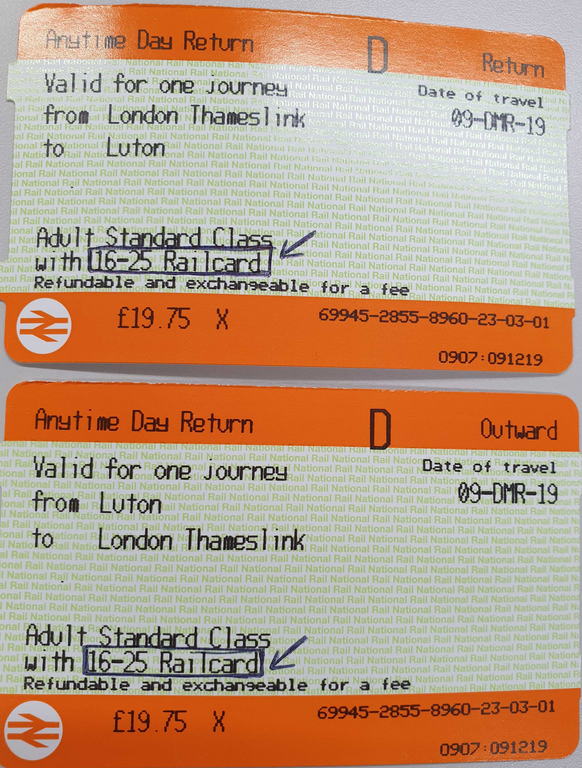 Anytime Day Return D Return
Valid for one journey
Date of travel
from London Thameslink
09-DMR-19
to Luton
Adult Standard Class
with 16-25 Railcard
Refundable and exchangeable for a fee
£19.75 X
69945-2855-8960-23-03-01
0907:091219
Anytime Day Return D Outward
Valid for one journey
Date of travel
from Luton
09-DMR-19
to London Thameslink
Adult Standard Class
with 16-25 Railcard
Refundable and exchangeable for a fee
£19.75 X
69945-2855-8960-23-03-01
0907:091219